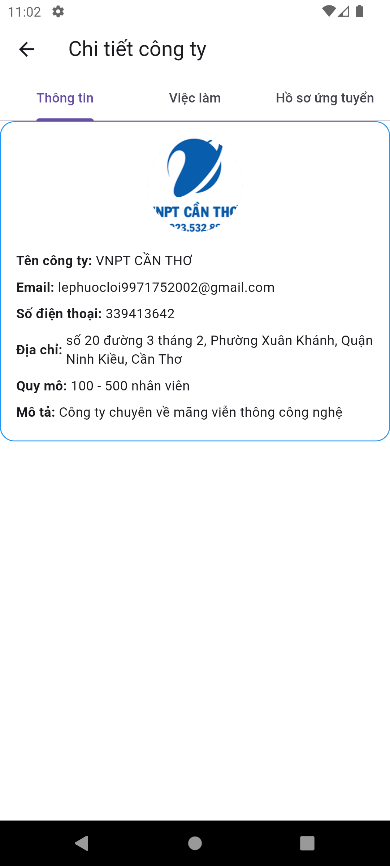 11:02
Chi tiết công ty
Thông tin
Việc làm
Hồ sơ ứng tuyển
VNPT CẦN THƠ
Tên công ty: VNPT CẦN THƠ
Email: lephuocloi9971752002@gmail.com
Số điện thoại: 339413642
Địa chỉ: số 20 đường 3 tháng 2, Phường Xuân Khánh, Quận
Ninh Kiều, Cần Thơ
Quy mô: 100 - 500 nhân viên
Mô tả: Công ty chuyên về mãng viễn thông công nghệ